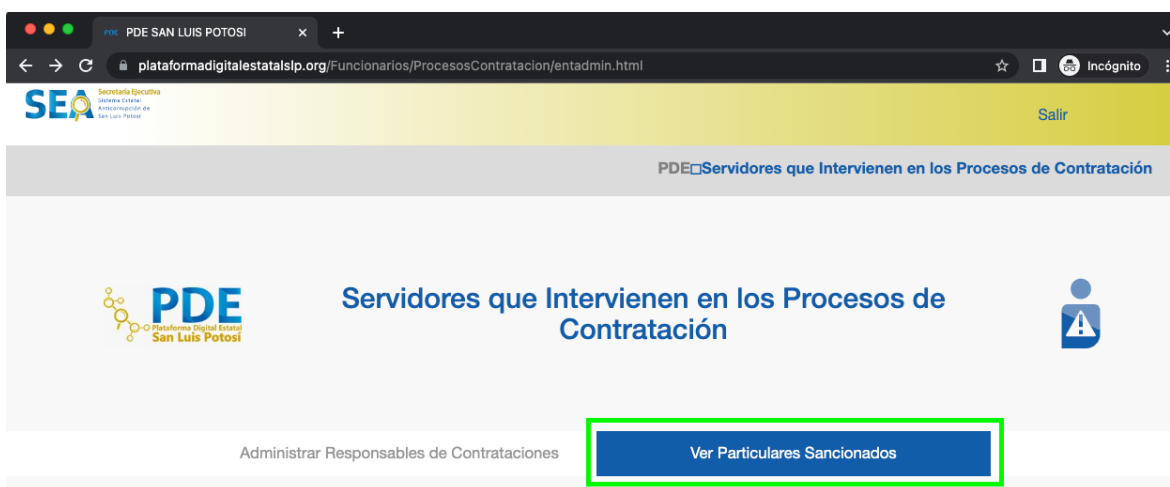 PDE SAN LUIS POTOSI
plataformadigitalestatalslp.org/Funcionarios/ProcesosContratacion/entadmin.html
Incógnito
SEA
Secretaría Ejecutiva
Sistema Estatal
Anticorrupción de
San Luis Potosí
Salir
PDE□Servidores que Intervienen en los Procesos de Contratación
PDE
Plataforma Digital Estatal
San Luis Potosí
Servidores que Intervienen en los Procesos de
Contratación
Administrar Responsables de Contrataciones
Ver Particulares Sancionados